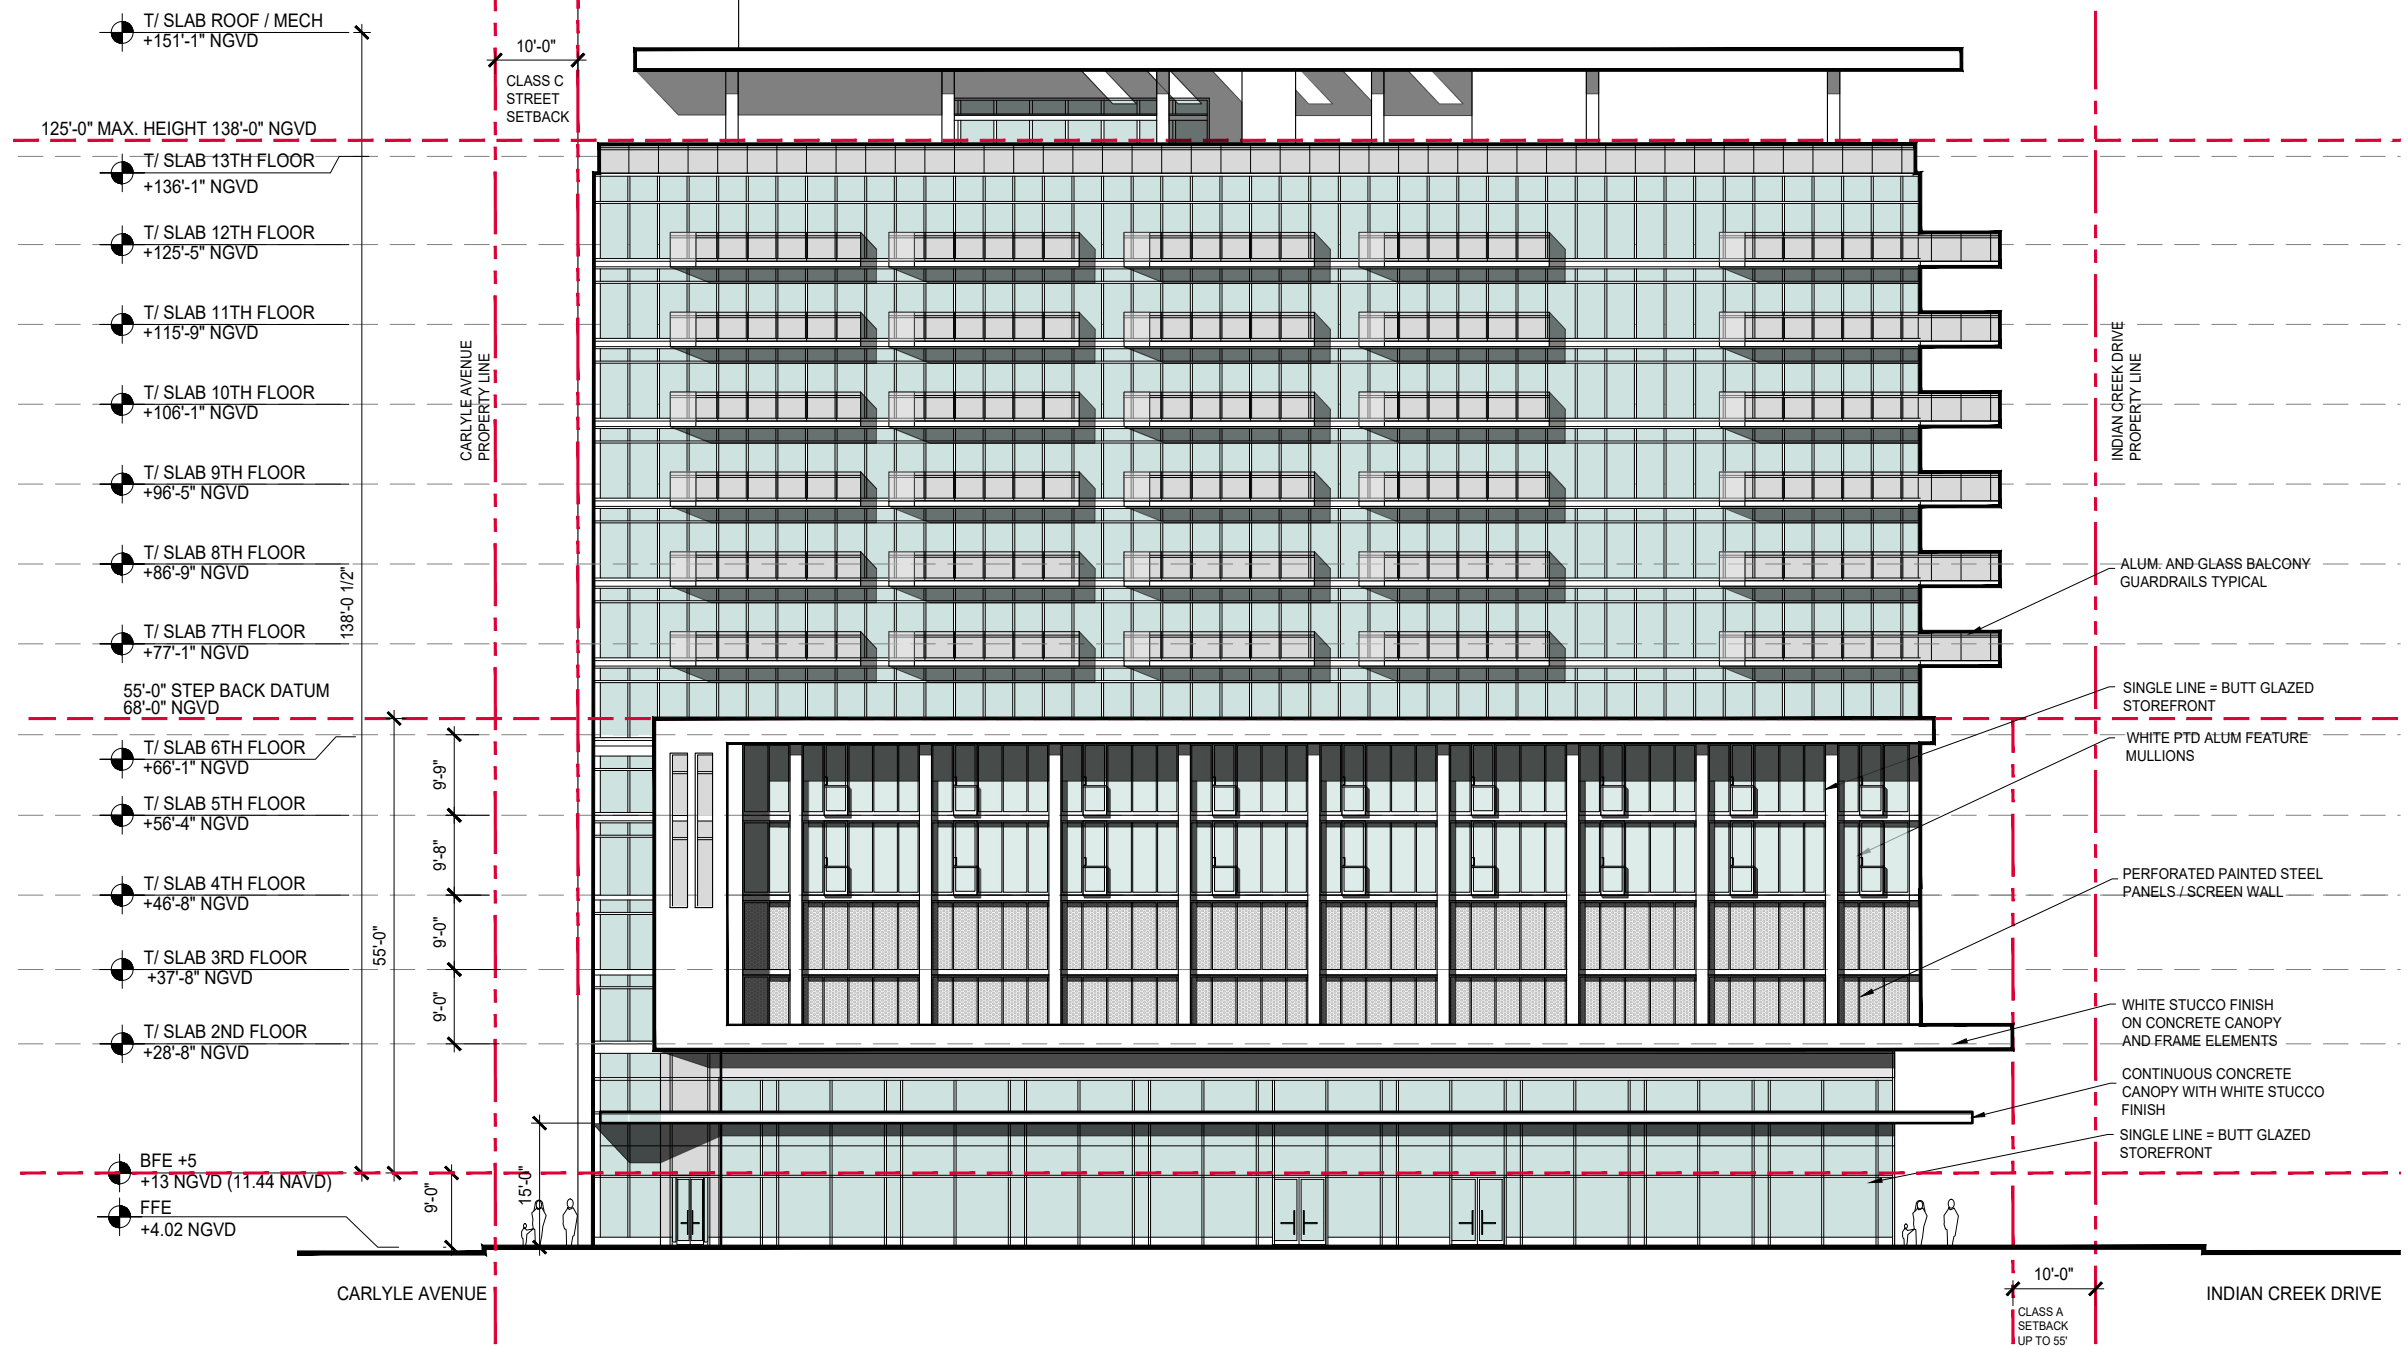 T/ SLAB ROOF / MECH
+151'-1" NGVD
10'-0"
CLASS C
STREET
SETBACK
125'-0" MAX. HEIGHT 138'-0" NGVD
T/ SLAB 13TH FLOOR
+136'-1" NGVD
T/ SLAB 12TH FLOOR
+125'-5" NGVD
T/ SLAB 11TH FLOOR
+115'-9" NGVD
T/ SLAB 10TH FLOOR
+106'-1" NGVD
T/ SLAB 9TH FLOOR
+96'-5" NGVD
T/ SLAB 8TH FLOOR
+86'-9" NGVD
T/ SLAB 7TH FLOOR
+77'-1" NGVD
55'-0" STEP BACK DATUM
68'-0" NGVD
T/ SLAB 6TH FLOOR
+66'-1" NGVD
T/ SLAB 5TH FLOOR
+56'-4" NGVD
T/ SLAB 4TH FLOOR
+46'-8" NGVD
T/ SLAB 3RD FLOOR
+37'-8" NGVD
T/ SLAB 2ND FLOOR
+28'-8" NGVD
BFE +5
+13 NGVD (11.44 NAVD)
FFE
+4.02 NGVD
138'-0 1/2"
55'-0"
9'-9"
9'-8"
9'-0"
9'-0"
9'-0"
15'-0"
CARLYLE AVENUE
PROPERTY LINE
INDIAN CREEK DRIVE
PROPERTY LINE
ALUM. AND GLASS BALCONY
GUARDRAILS TYPICAL
SINGLE LINE = BUTT GLAZED
STOREFRONT
WHITE PTD ALUM FEATURE
MULLIONS
PERFORATED PAINTED STEEL
PANELS / SCREEN WALL
WHITE STUCCO FINISH
ON CONCRETE CANOPY
AND FRAME ELEMENTS
CONTINUOUS CONCRETE
CANOPY WITH WHITE STUCCO
FINISH
SINGLE LINE = BUTT GLAZED
STOREFRONT
CARLYLE AVENUE
10'-0"
INDIAN CREEK DRIVE
CLASS A
SETBACK
UP TO 55'